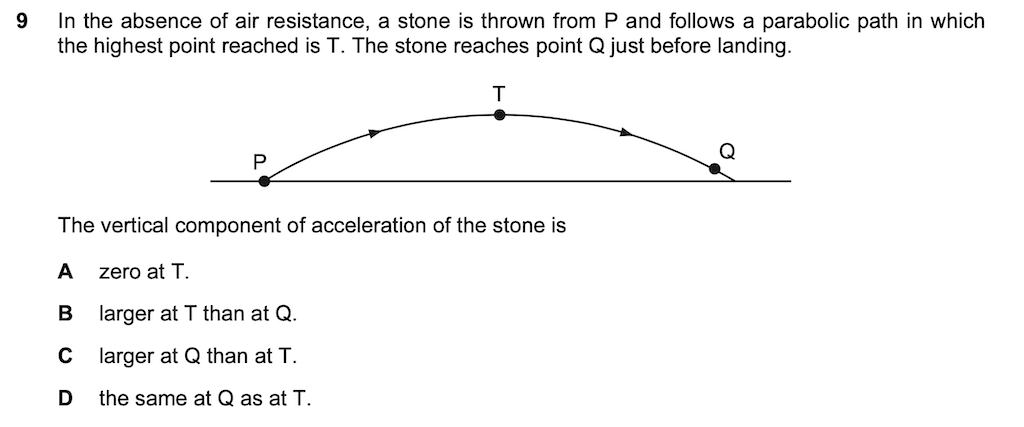 9 In the absence of air resistance, a stone is thrown from P and follows a parabolic path in which
the highest point reached is T. The stone reaches point Q just before landing.
T
Q
P
The vertical component of acceleration of the stone is
A zero at T.
B larger at T than at Q.
C larger at Q than at T.
D the same at Q as at T.